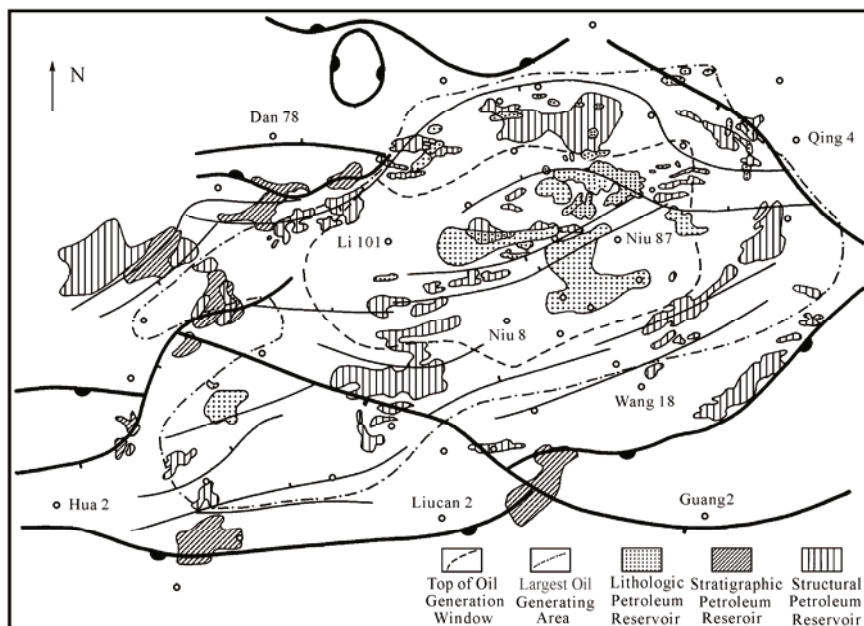 N
Dan 78
Qing 4
Li 101
Niu 87
Niu 8
Wang 18
Hua 2
Liucan 2
Guang2
Top of Oil
Generation
Window
Largest Oil
Generating
Area
Lithologic
Petroleum
Reservoir
Stratigraphic
Petroleum
Reseroir
Structural
Petroleum
Reservoir